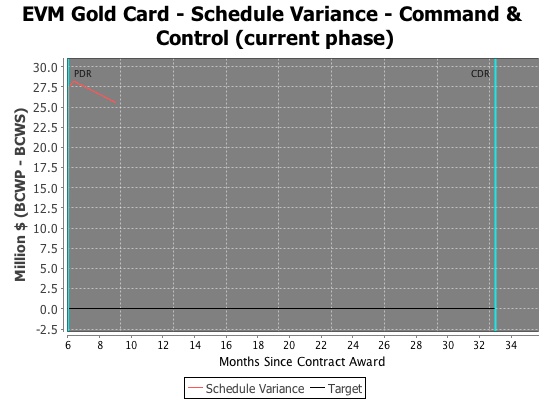 EVM Gold Card - Schedule Variance - Command &
Control (current phase)
Million $ (BCWP - BCWS)
30.0
27.5
25.0
22.5
20.0
17.5
15.0
12.5
10.0
7.5
5.0
2.5
0.0
-2.5
PDR
CDR
6 8 10 12 14 16 18 20 22 24 26 28 30 32 34
Months Since Contract Award
Schedule Variance Target